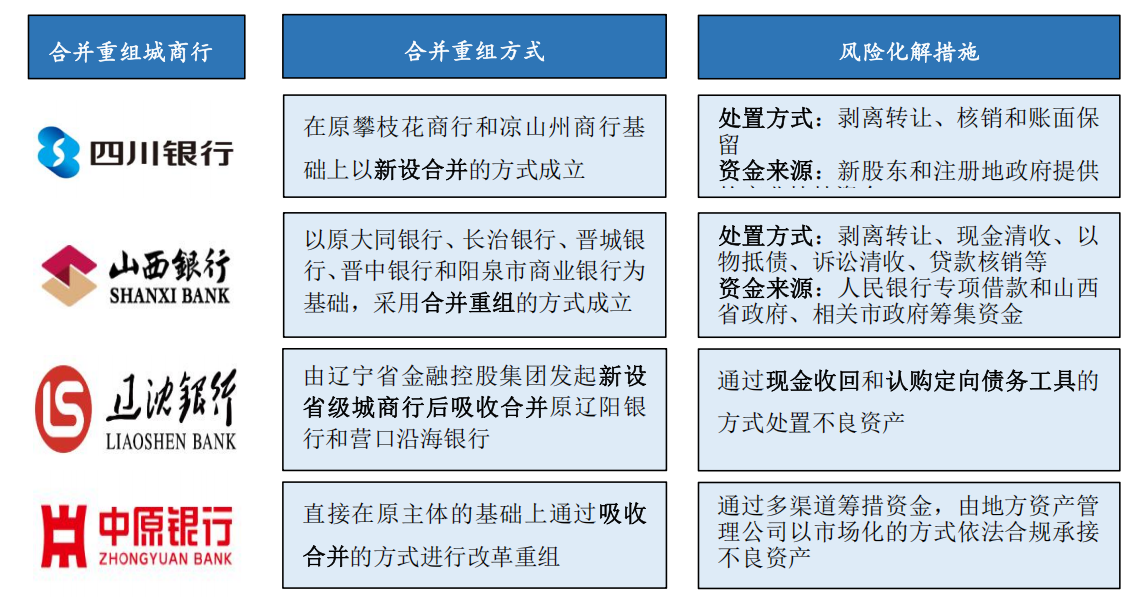 合并重组城商行
合并重组方式
风险化解措施
四川银行
在原攀枝花商行和凉山州商行基
础上以新设合并的方式成立
处置方式：剥离转让、核销和账面保
留
资金来源：新股东和注册地政府提供
山西銀行
SHANXI BANK
以原大同银行、长治银行、晋城银
行、晋中银行和阳泉市商业银行为
基础，采用合并重组的方式成立
处置方式：剥离转让、现金清收、以
物抵债、诉讼清收、贷款核销等
资金来源：人民银行专项借款和山西
省政府、相关市政府筹集资金
辽沈銀行
LIAOSHEN BANK
由辽宁省金融控股集团发起新设
省级城商行后吸收合并原辽阳银
行和营口沿海银行
通过现金收回和认购定向债务工具的
方式处置不良资产
中原银行
ZHONGYUAN BANK
直接在原主体的基础上通过吸收
合并的方式进行改革重组
通过多渠道筹措资金，由地方资产管
理公司以市场化的方式依法合规承接
不良资产